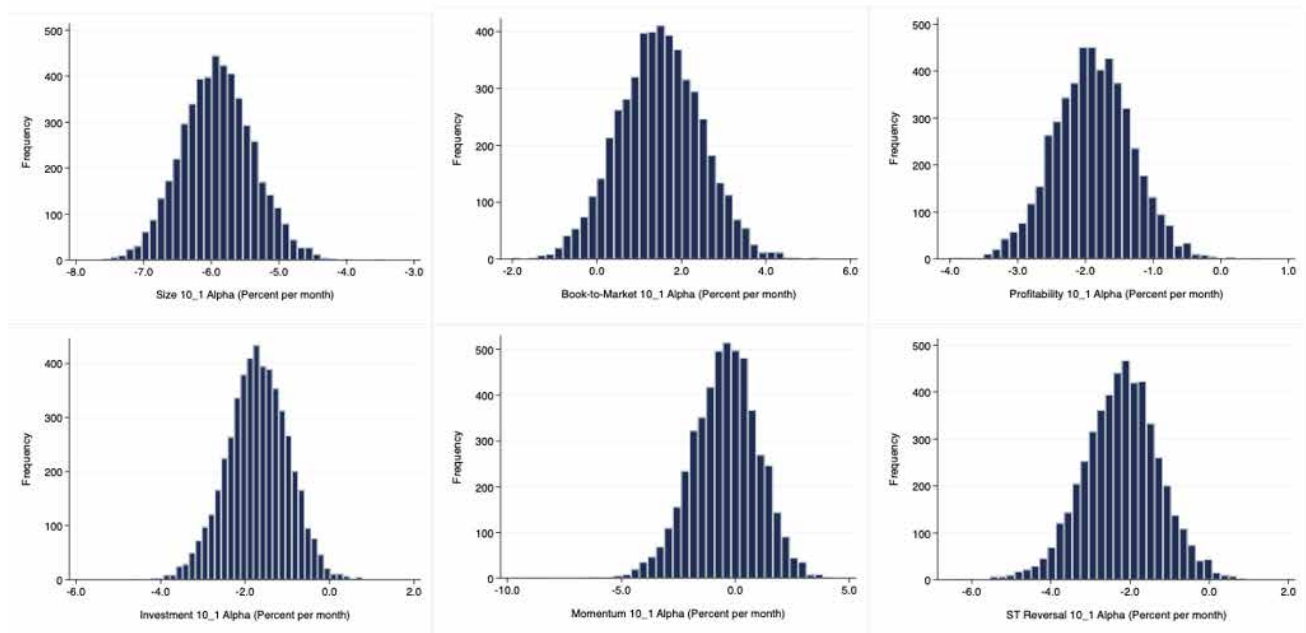 500
400
300
200
100
0
Frequency
-8.0 -7.0 -6.0 -5.0 -4.0 -3.0
Size 10_1 Alpha (Percent per month)
400
300
200
100
0
Frequency
-2.0 0.0 2.0 4.0 6.0
Book-to-Market 10_1 Alpha (Percent per month)
500
400
300
200
100
0
Frequency
-4.0 -3.0 -2.0 -1.0 0.0 1.0
Profitability 10_1 Alpha (Percent per month)
400
300
200
100
0
Frequency
-6.0 -4.0 -2.0 0.0 2.0
Investment 10_1 Alpha (Percent per month)
500
400
300
200
100
0
Frequency
-10.0 -5.0 0.0 5.0
Momentum 10_1 Alpha (Percent per month)
500
400
300
200
100
0
Frequency
-6.0 -4.0 -2.0 0.0 2.0
ST Reversal 10_1 Alpha (Percent per month)